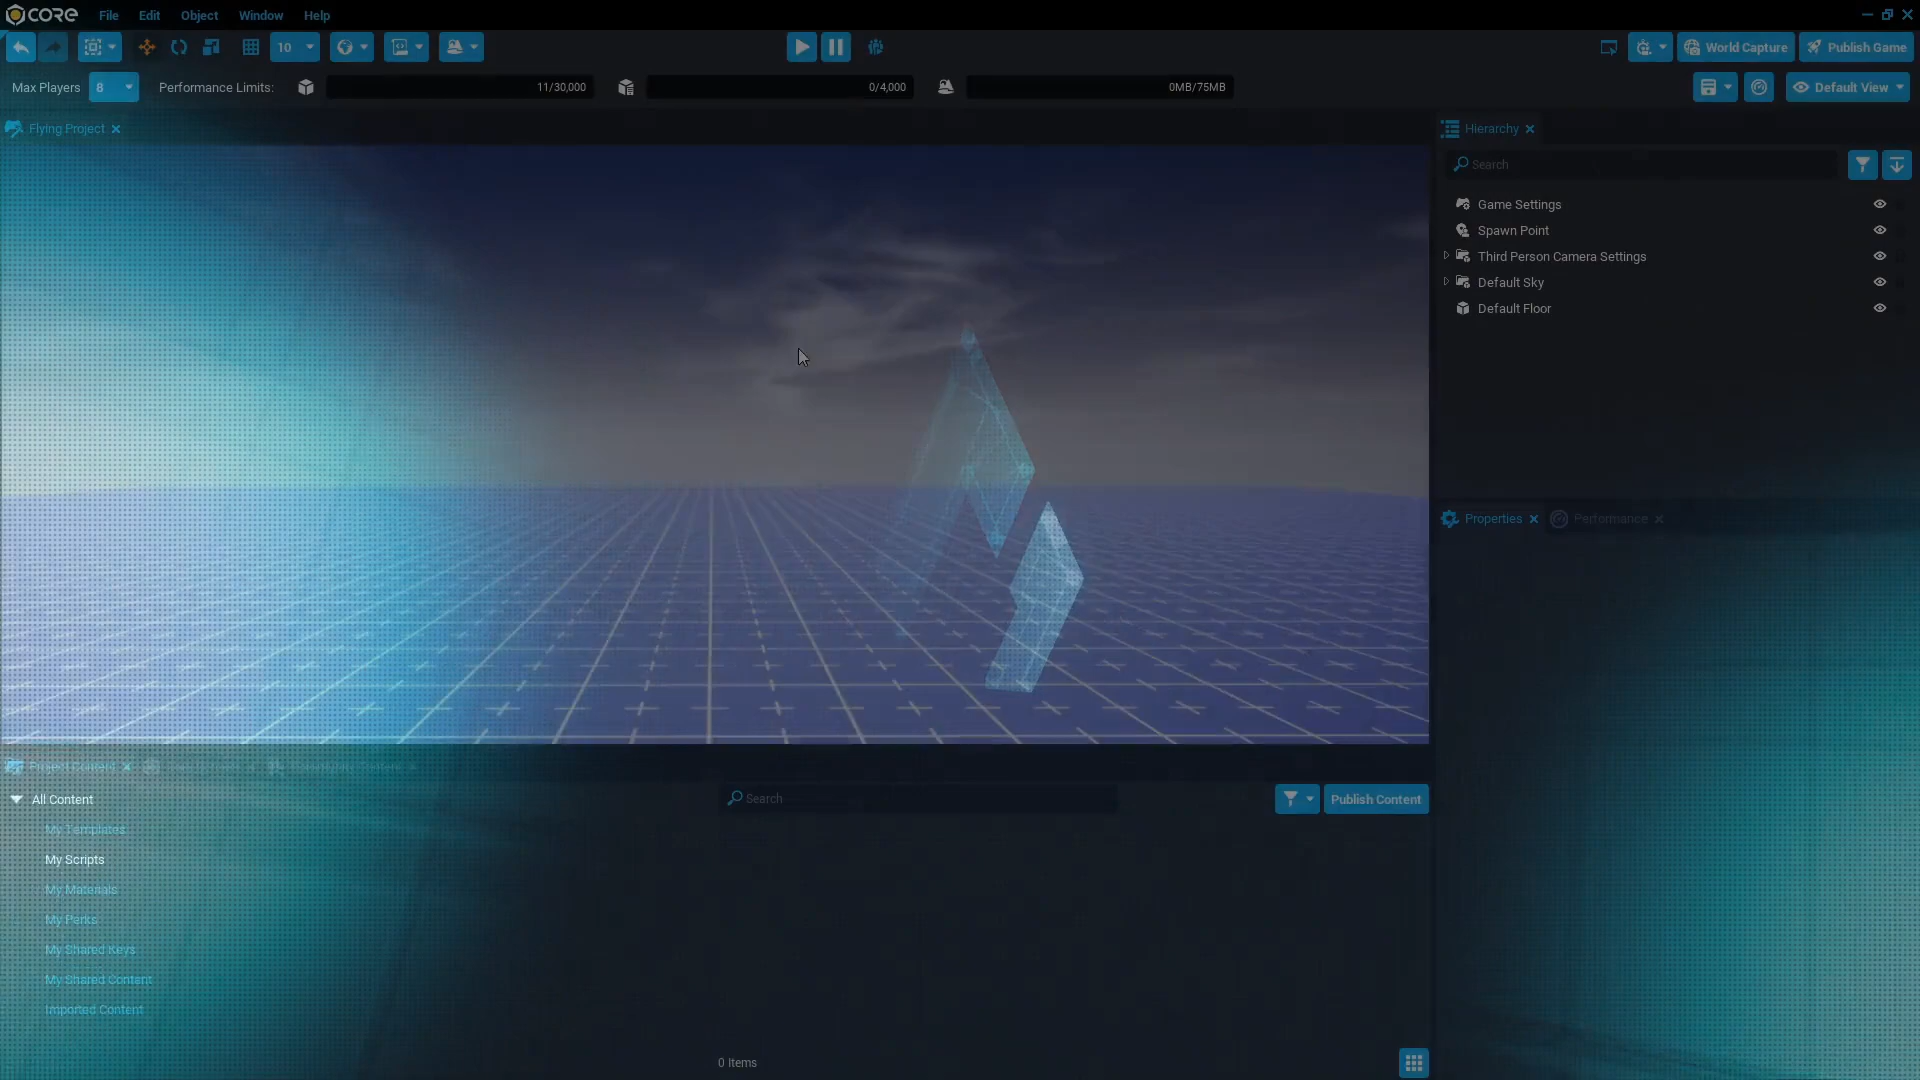 CORE File Edit Object Window Help
10 World Capture Publish Game
Max Players 8 Performance Limits: 11/30,000 0/4,000 0MB/75MB Default View
Flying Project
Hierarchy
Search
Game Settings
Spawn Point
Third Person Camera Settings
Default Sky
Default Floor
Properties Performance
Project Content
All Content
Search
Publish Content
My Templates
My Scripts
My Materials
My Perks
My Shared Keys
My Shared Content
Imported Content
0 Items